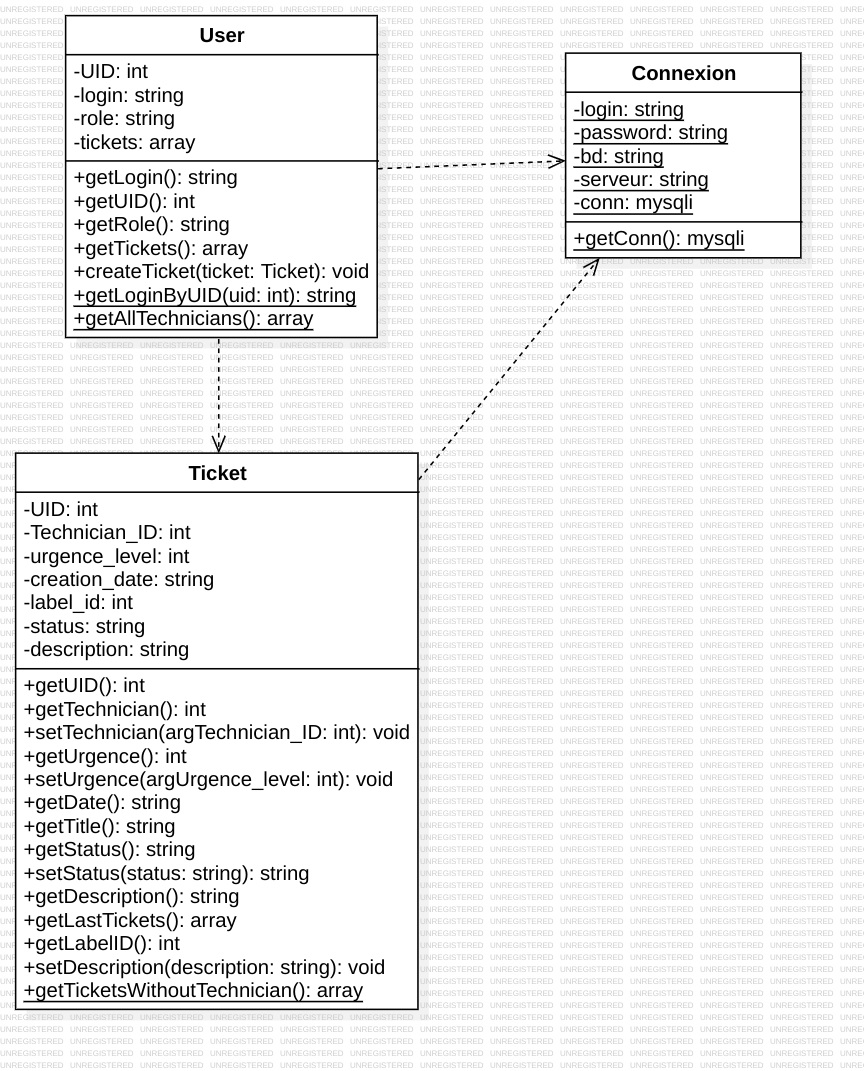 User
-UID: int
-login: string
-role: string
-tickets: array
+getLogin(): string
+getUID(): int
+getRole(): string
+getTickets(): array
+createTicket(ticket: Ticket): void
+getLoginByUID(uid: int): string
+getAllTechnicians(): array
Connexion
-login: string
-password: string
-bd: string
-serveur: string
-conn: mysqli
+getConn(): mysqli
Ticket
-UID: int
-Technician_ID: int
-urgence_level: int
-creation_date: string
-label_id: int
-status: string
-description: string
+getUID(): int
+getTechnician(): int
+setTechnician(argTechnician_ID: int): void
+getUrgence(): int
+setUrgence(argUrgence_level: int): void
+getDate(): string
+getTitle(): string
+getStatus(): string
+setStatus(status: string): string
+getDescription(): string
+getLastTickets(): array
+getLabelID(): int
+setDescription(description: string): void
+getTicketsWithoutTechnician(): array
UNREGISTERED